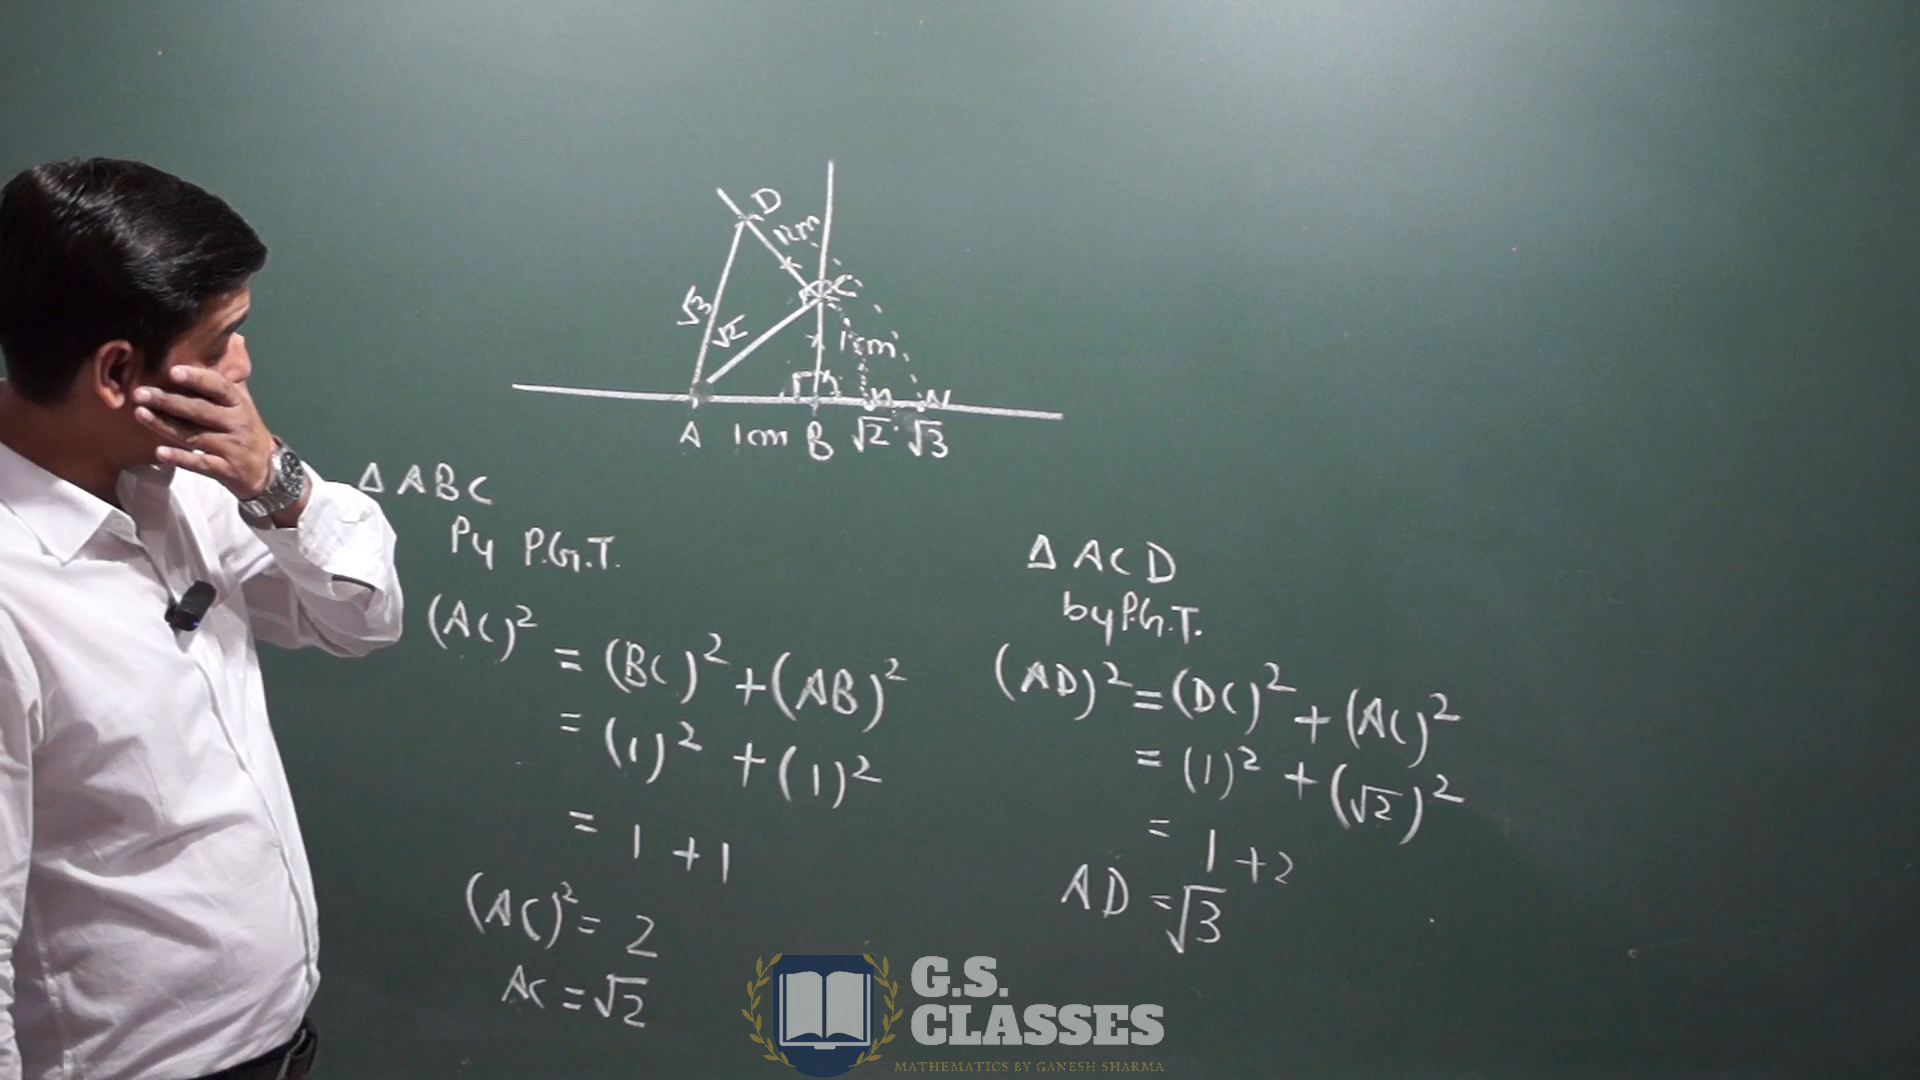 D
1cm
C
√3
√2
1cm
M N
A 1cm B √2 √3
Δ ABC
Py P.G.T.
(AC)² = (BC)² + (AB)²
= (1)² + (1)²
= 1 + 1
(AC)² = 2
AC = √2
Δ ACD
by P.G.T.
(AD)² = (DC)² + (AC)²
= (1)² + (√2)²
= 1 + 2
AD = √3
G.S.
CLASSES
MATHEMATICS BY GANESH SHARMA